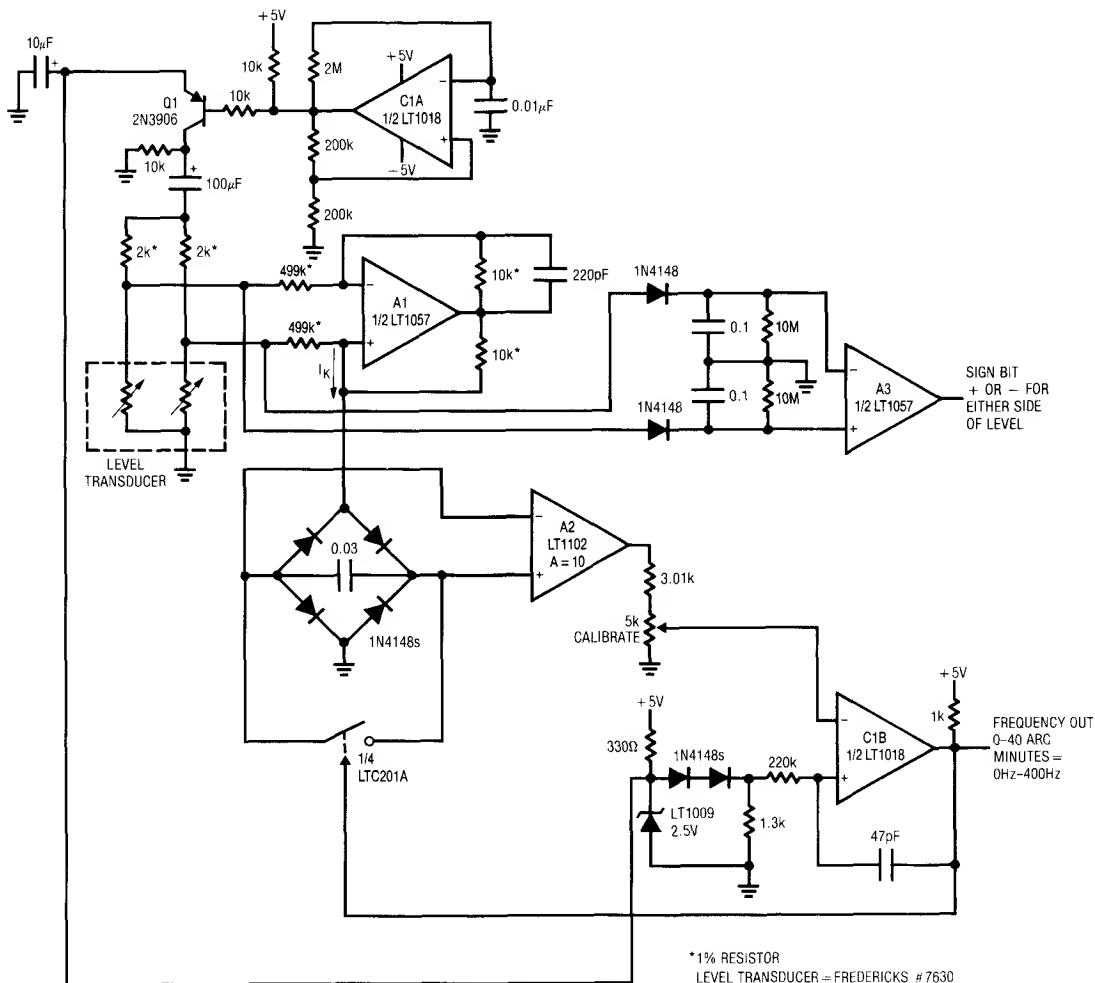 +5V
10μF
+
10k
2M
+5V
−
C1A
1/2 LT1018
0.01μF
Q1
2N3906
10k
+
−5V
10k
200k
+
100μF
200k
2k*
2k*
499k*
−
A1
1/2 LT1057
+
10k*
220pF
1N4148
499k*
10k*
0.1
10M
IK
−
A3
1/2 LT1057
+
SIGN BIT
+ OR − FOR
EITHER SIDE
OF LEVEL
0.1
10M
1N4148
LEVEL
TRANSDUCER
−
A2
LT1102
A = 10
+
0.03
3.01k
1N4148s
5k
CALIBRATE
+5V
+5V
−
1k
C1B
1/2 LT1018
+
FREQUENCY OUT
0–40 ARC
MINUTES =
0Hz–400Hz
330Ω
1N4148s
220k
1/4
LTC201A
LT1009
2.5V
1.3k
47pF
*1% RESISTOR
LEVEL TRANSDUCER = FREDERICKS #7630